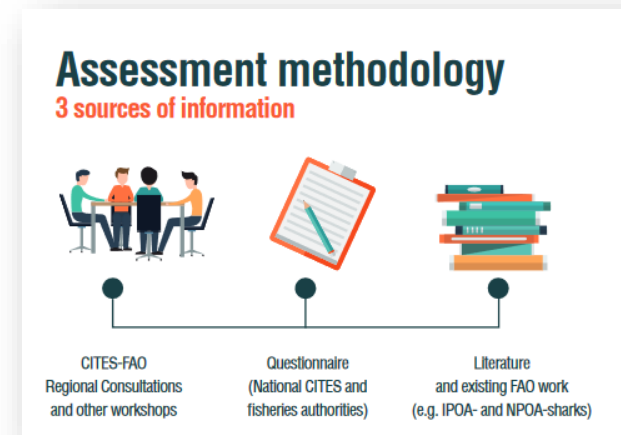 Assessment methodology
3 sources of information
CITES-FAO
Regional Consultations
and other workshops
Questionnaire
(National CITES and
fisheries authorities)
Literature
and existing FAO work
(e.g. IPOA- and NPOA-sharks)